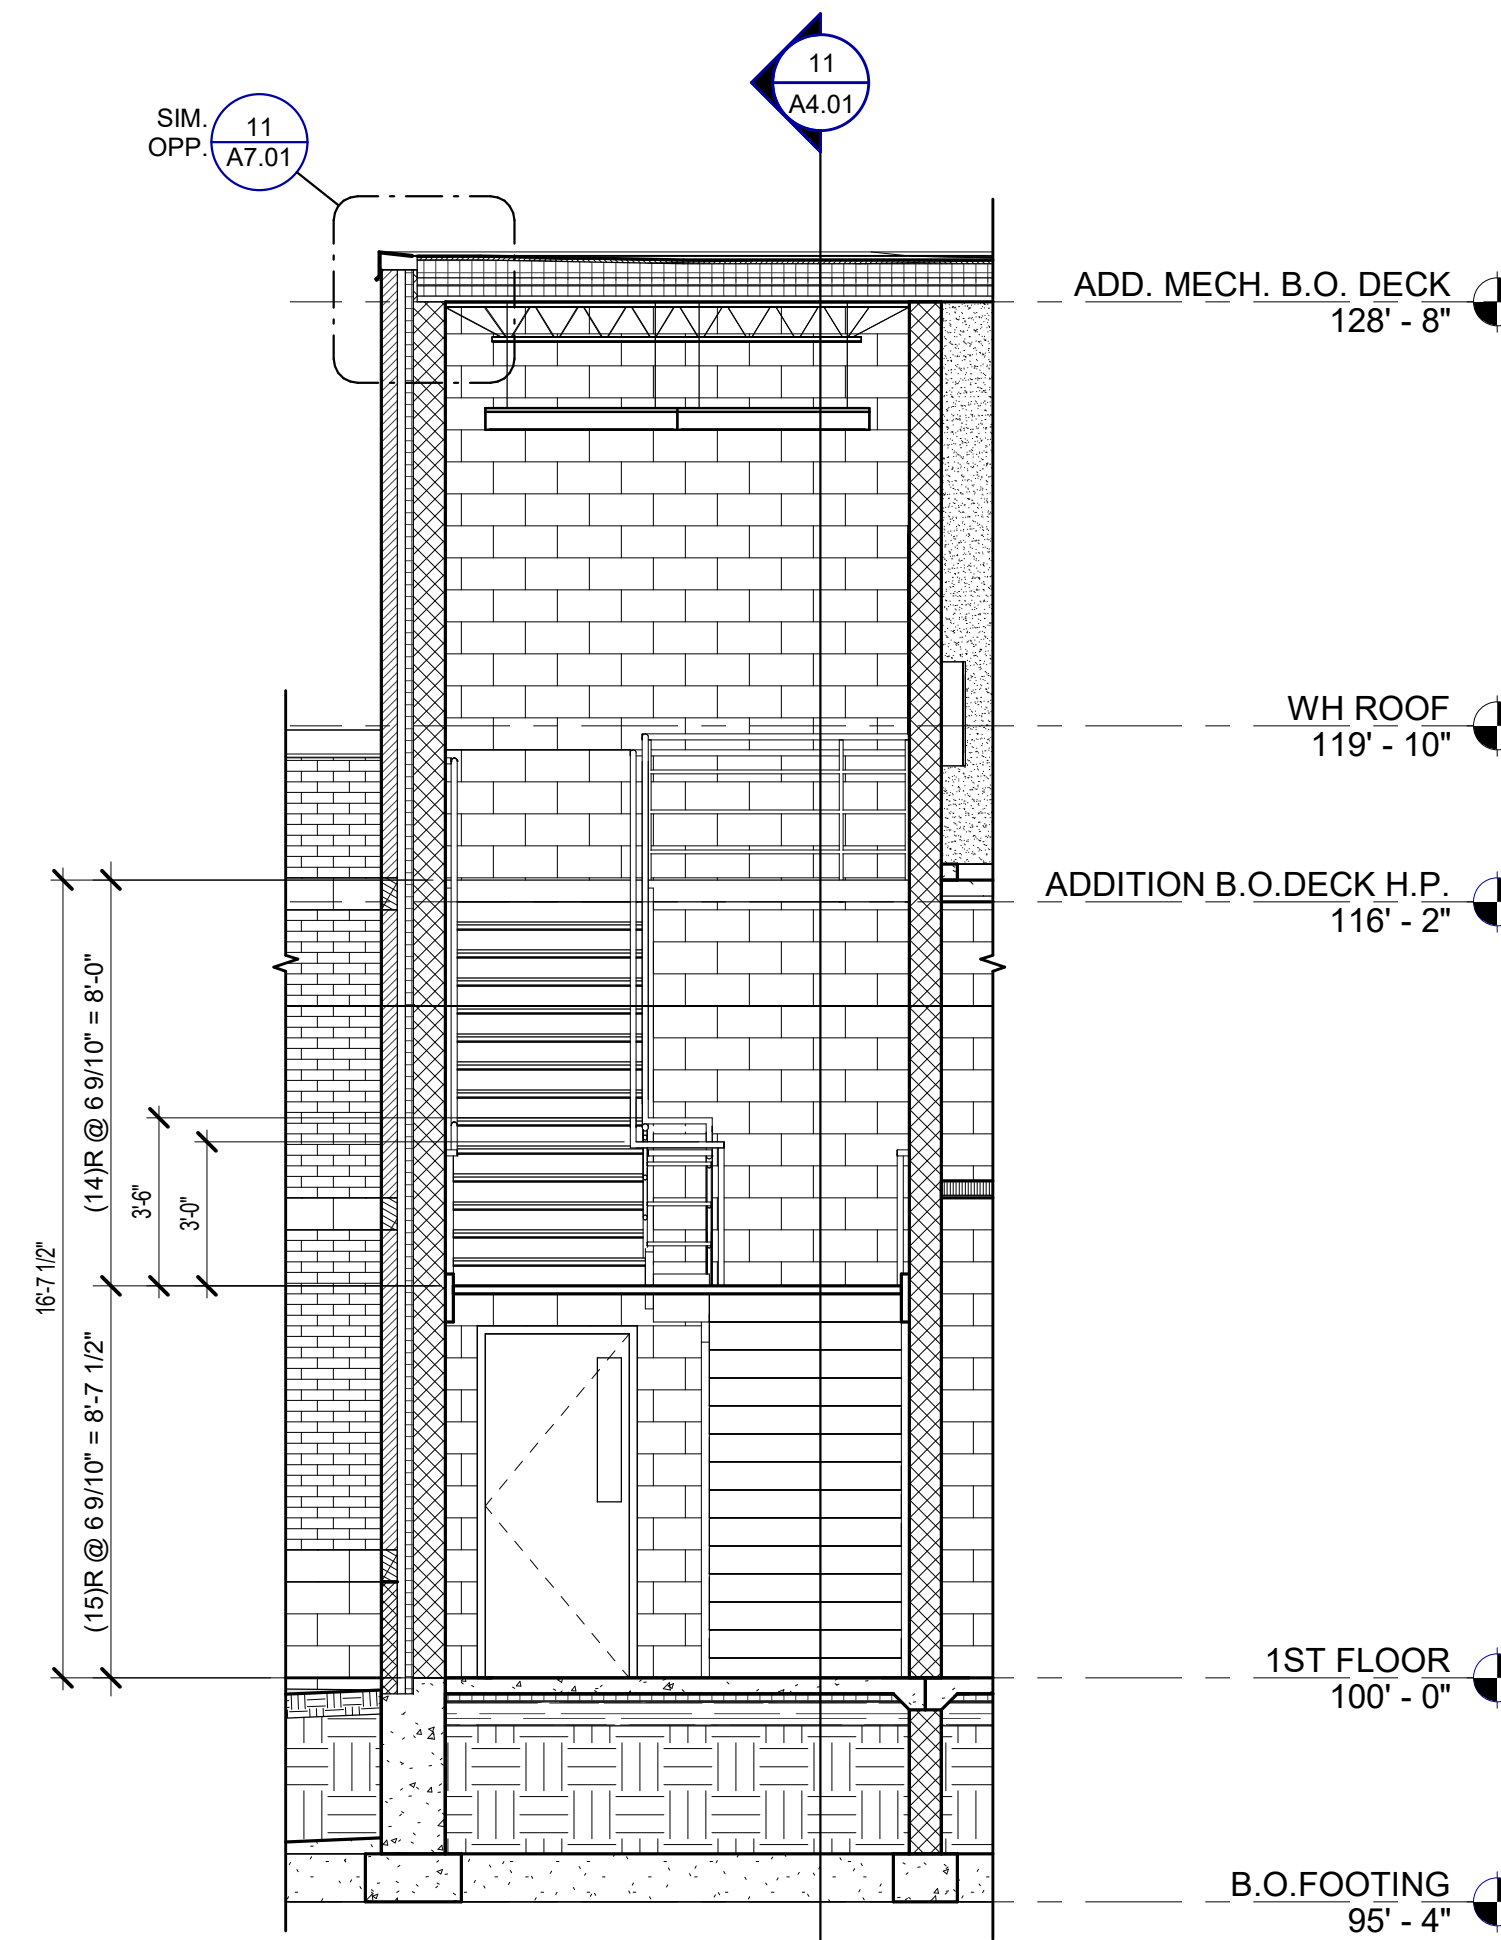 11
A4.01
SIM.
OPP.
11
A7.01
ADD. MECH. B.O. DECK
128' - 8"
WH ROOF
119' - 10"
ADDITION B.O.DECK H.P.
116' - 2"
(14)R @ 6 9/10" = 8'-0"
3'-6"
3'-0"
16'-7 1/2"
(15)R @ 6 9/10" = 8'-7 1/2"
1ST FLOOR
100' - 0"
B.O.FOOTING
95' - 4"